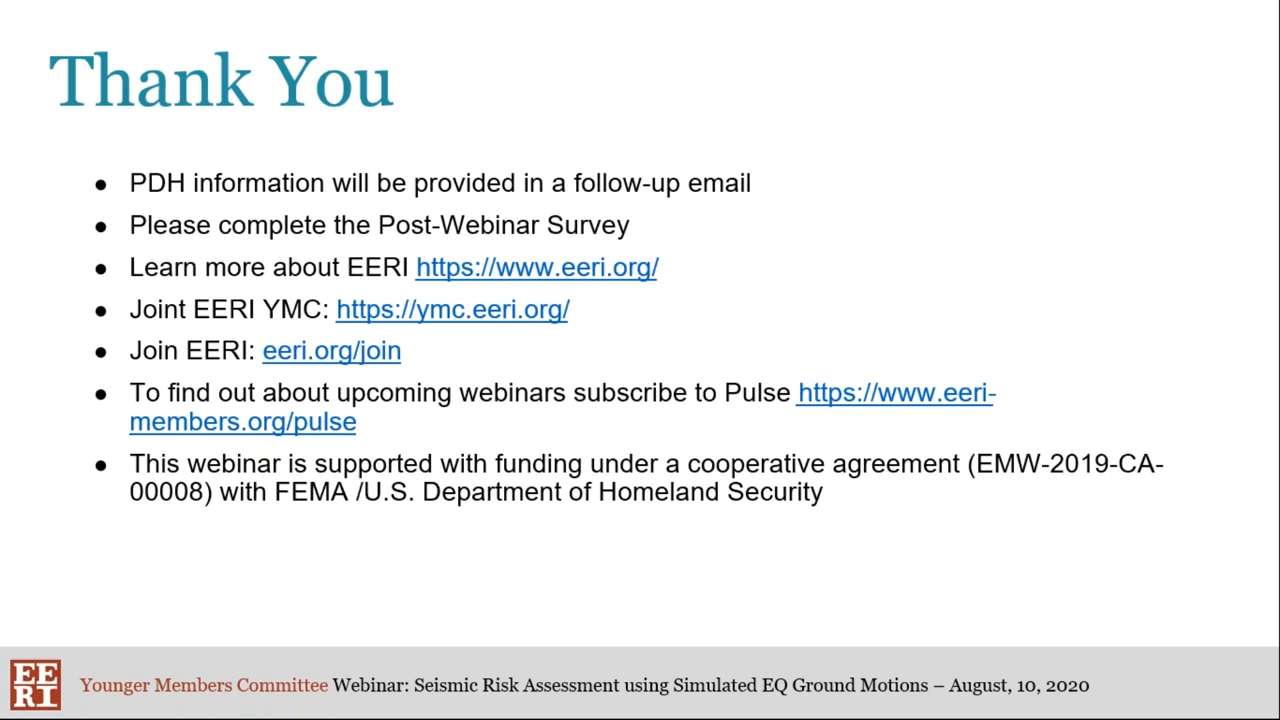 Thank You
● PDH information will be provided in a follow-up email
● Please complete the Post-Webinar Survey
● Learn more about EERI https://www.eeri.org/
● Joint EERI YMC: https://ymc.eeri.org/
● Join EERI: eeri.org/join
● To find out about upcoming webinars subscribe to Pulse https://www.eeri-
members.org/pulse
● This webinar is supported with funding under a cooperative agreement (EMW-2019-CA-
00008) with FEMA /U.S. Department of Homeland Security
EE
RI
Younger Members Committee Webinar: Seismic Risk Assessment using Simulated EQ Ground Motions – August, 10, 2020